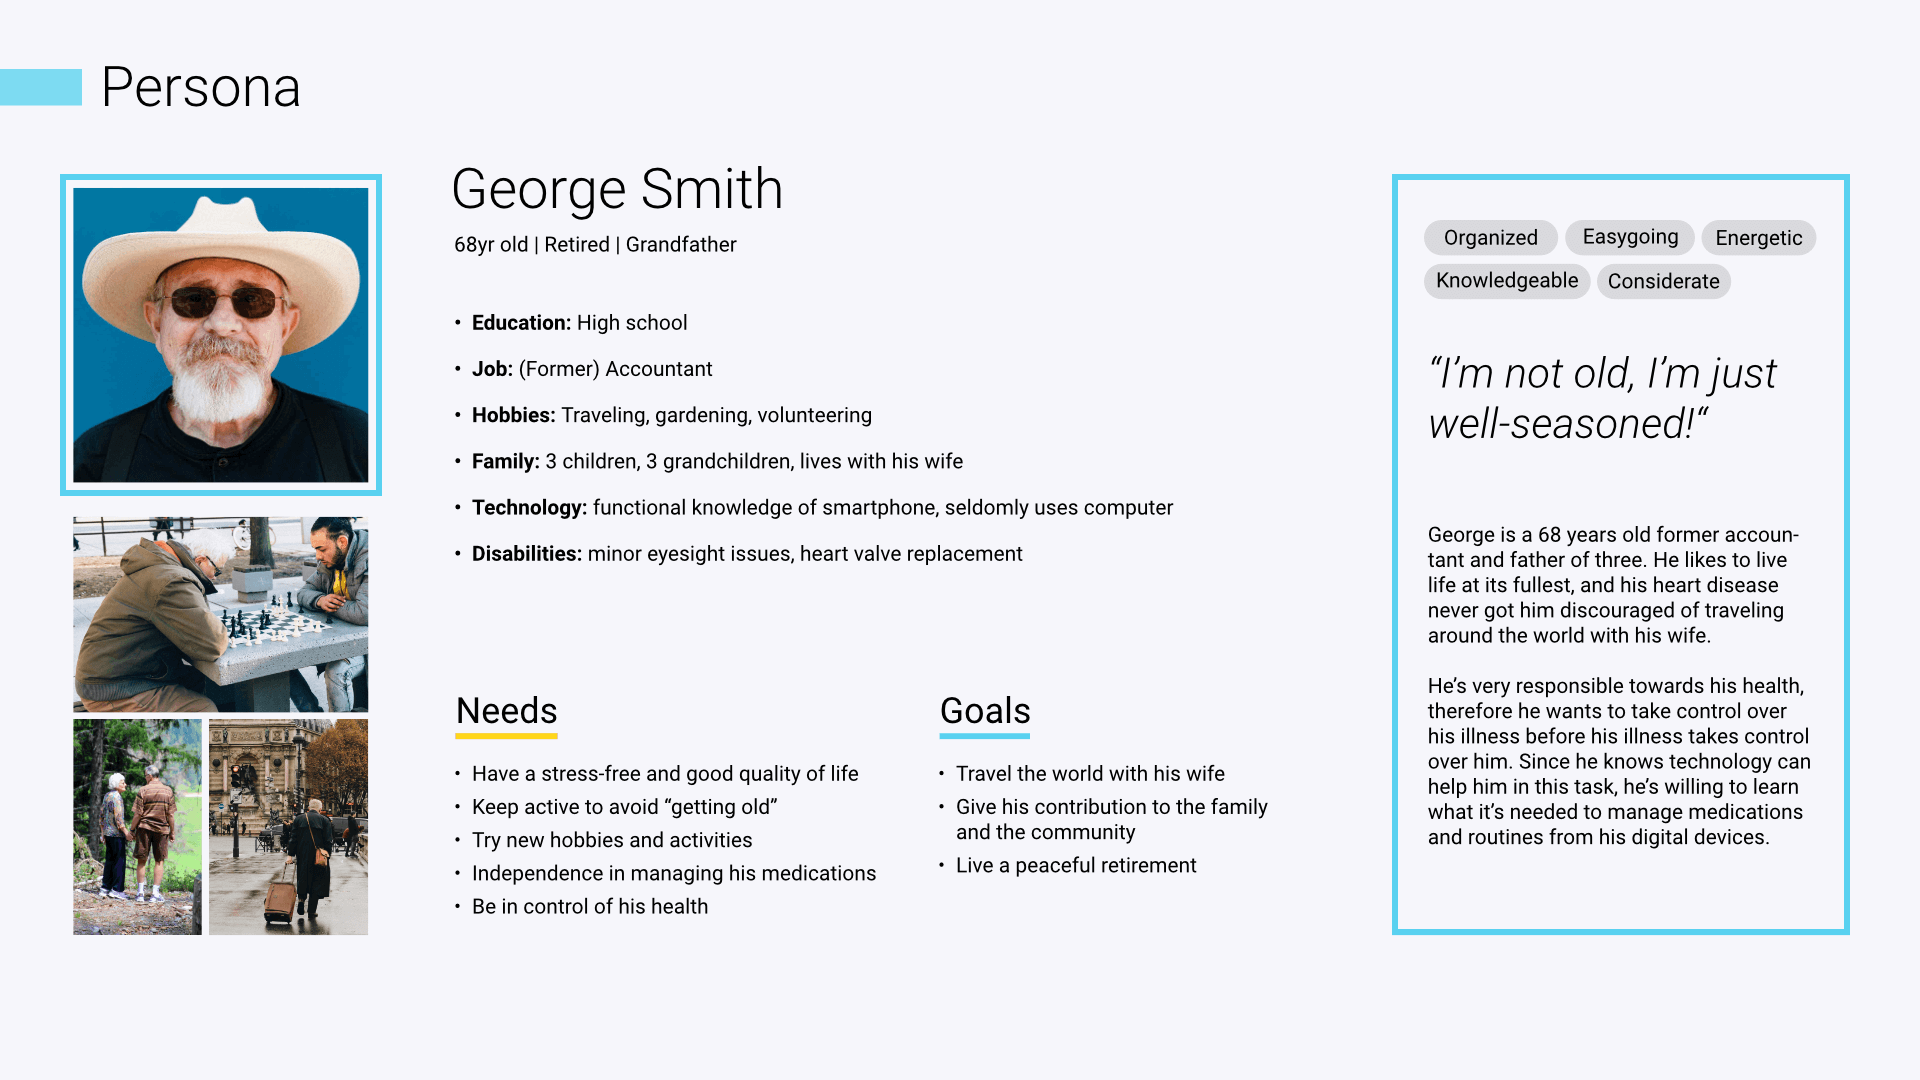 Persona
George Smith
68yr old | Retired | Grandfather
• Education: High school
• Job: (Former) Accountant
• Hobbies: Traveling, gardening, volunteering
• Family: 3 children, 3 grandchildren, lives with his wife
• Technology: functional knowledge of smartphone, seldomly uses computer
• Disabilities: minor eyesight issues, heart valve replacement
Needs
• Have a stress-free and good quality of life
• Keep active to avoid “getting old”
• Try new hobbies and activities
• Independence in managing his medications
• Be in control of his health
Goals
• Travel the world with his wife
• Give his contribution to the family
and the community
• Live a peaceful retirement
Organized Easygoing Energetic
Knowledgeable Considerate
“I’m not old, I’m just
well-seasoned!“
George is a 68 years old former accoun-
tant and father of three. He likes to live
life at its fullest, and his heart disease
never got him discouraged of traveling
around the world with his wife.
He’s very responsible towards his health,
therefore he wants to take control over
his illness before his illness takes control
over him. Since he knows technology can
help him in this task, he’s willing to learn
what it’s needed to manage medications
and routines from his digital devices.